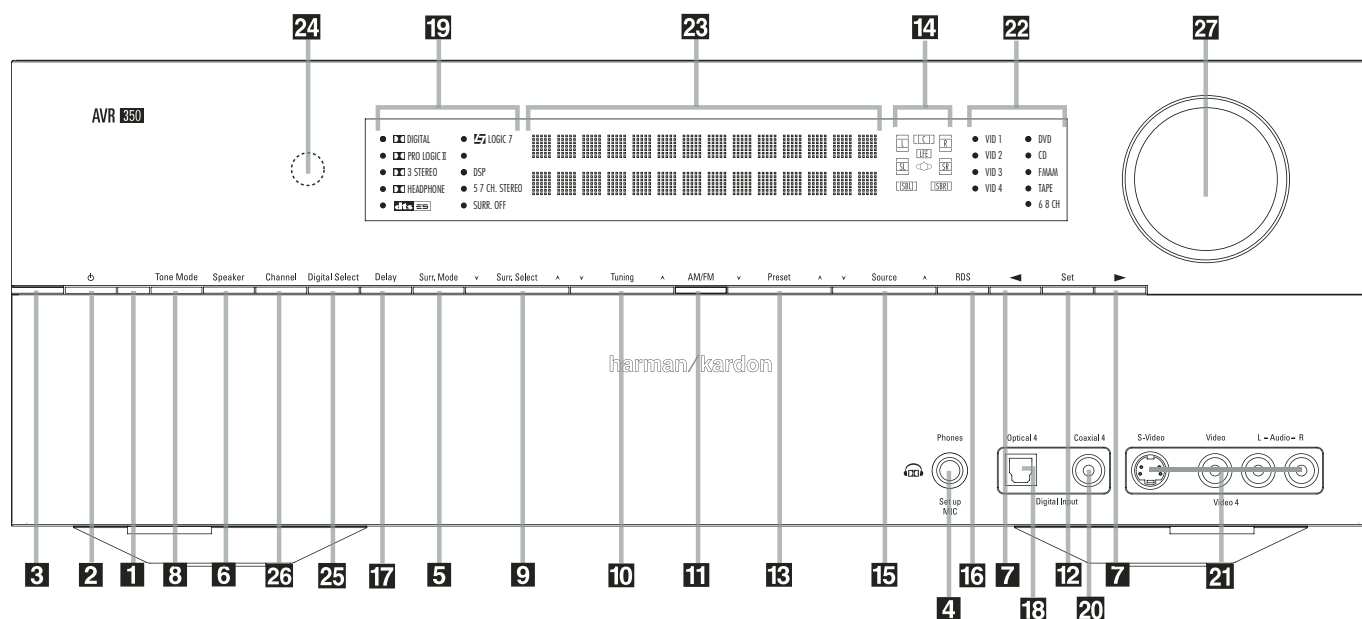 24 19 23 14 22 27
AVR 350
DIGITAL
PRO LOGIC II
3 STEREO
HEADPHONE
dts ES
LOGIC 7
DSP
5 7 CH. STEREO
SURR. OFF
L C R
LFE
SL SR
SBL SBR
VID 1
VID 2
VID 3
VID 4
DVD
CD
FMAM
TAPE
6 8 CH
Tone Mode Speaker Channel Digital Select Delay Surr. Mode ˅ Surr. Select ˄ ˅ Tuning ˄ AM/FM ˅ Preset ˄ ˅ Source ˄ RDS ◄ Set ►
harman/kardon
Phones
Set up
MIC
Optical 4 Coaxial 4
Digital Input
S-Video Video L – Audio – R
Video 4
3 2 1 8 6 26 25 17 5 9 10 11 13 15 16 7 12 7 21
4 18 20